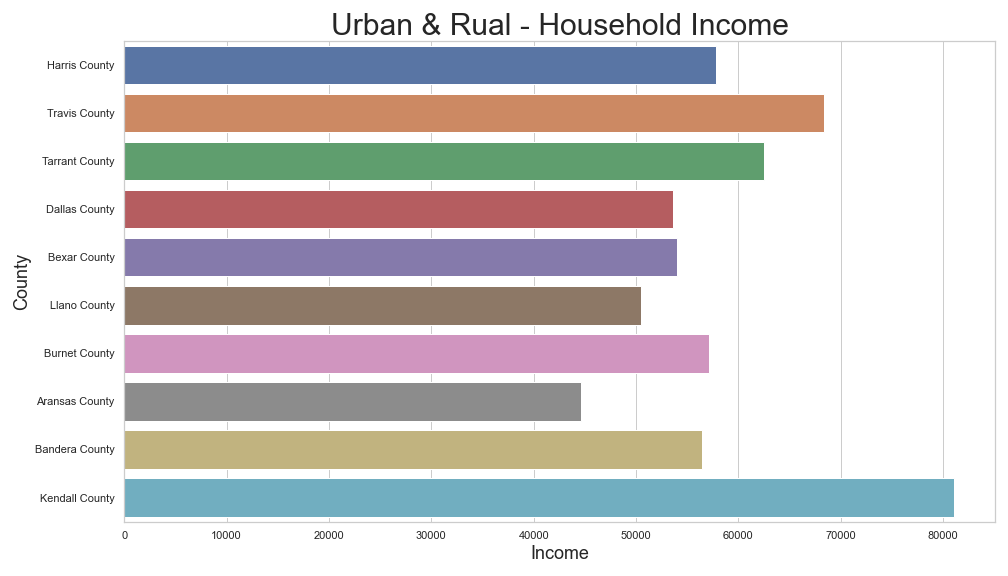 Urban & Rual - Household Income
County
Harris County
Travis County
Tarrant County
Dallas County
Bexar County
Llano County
Burnet County
Aransas County
Bandera County
Kendall County
0 10000 20000 30000 40000 50000 60000 70000 80000
Income